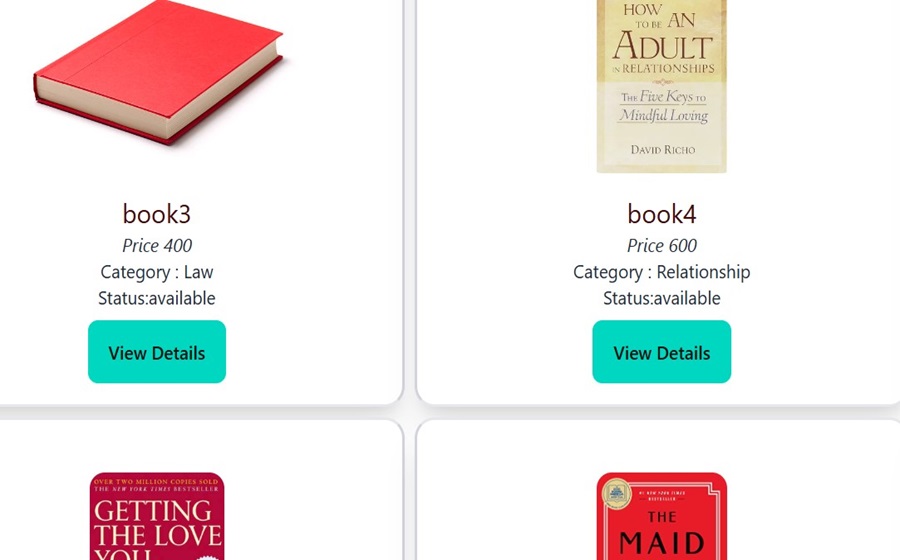 HOW
TO BE AN
ADULT
IN RELATIONSHIPS
THE Five Keys TO
Mindful Loving
DAVID RICHO
book3
Price 400
Category : Law
Status:available
View Details
book4
Price 600
Category : Relationship
Status:available
View Details
OVER TWO MILLION COPIES SOLD
THE NEW YORK TIMES BESTSELLER
GETTING
THE LOVE
YOU
#1 NEW YORK TIMES
BESTSELLER
THE
MAID